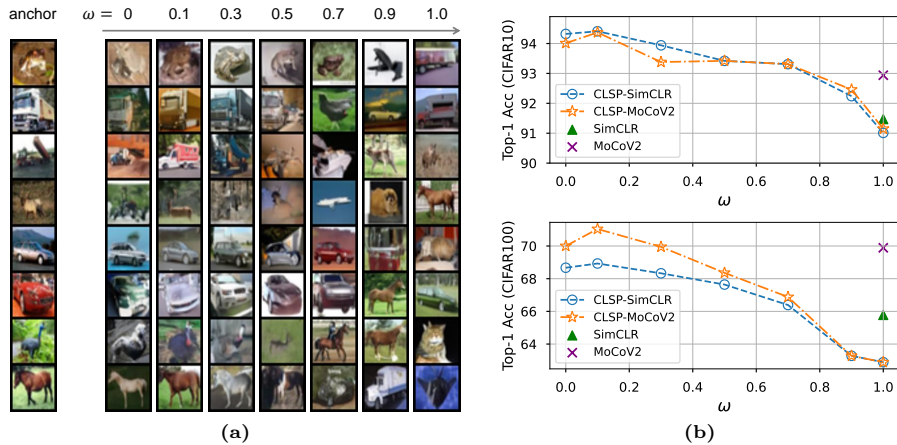 anchor ω = 0 0.1 0.3 0.5 0.7 0.9 1.0
(a)
Top-1 Acc (CIFAR10)
94
93
92
91
90
CLSP-SimCLR
CLSP-MoCoV2
SimCLR
MoCoV2
0.0 0.2 0.4 0.6 0.8 1.0
ω
Top-1 Acc (CIFAR100)
70
68
66
64
CLSP-SimCLR
CLSP-MoCoV2
SimCLR
MoCoV2
0.0 0.2 0.4 0.6 0.8 1.0
ω
(b)